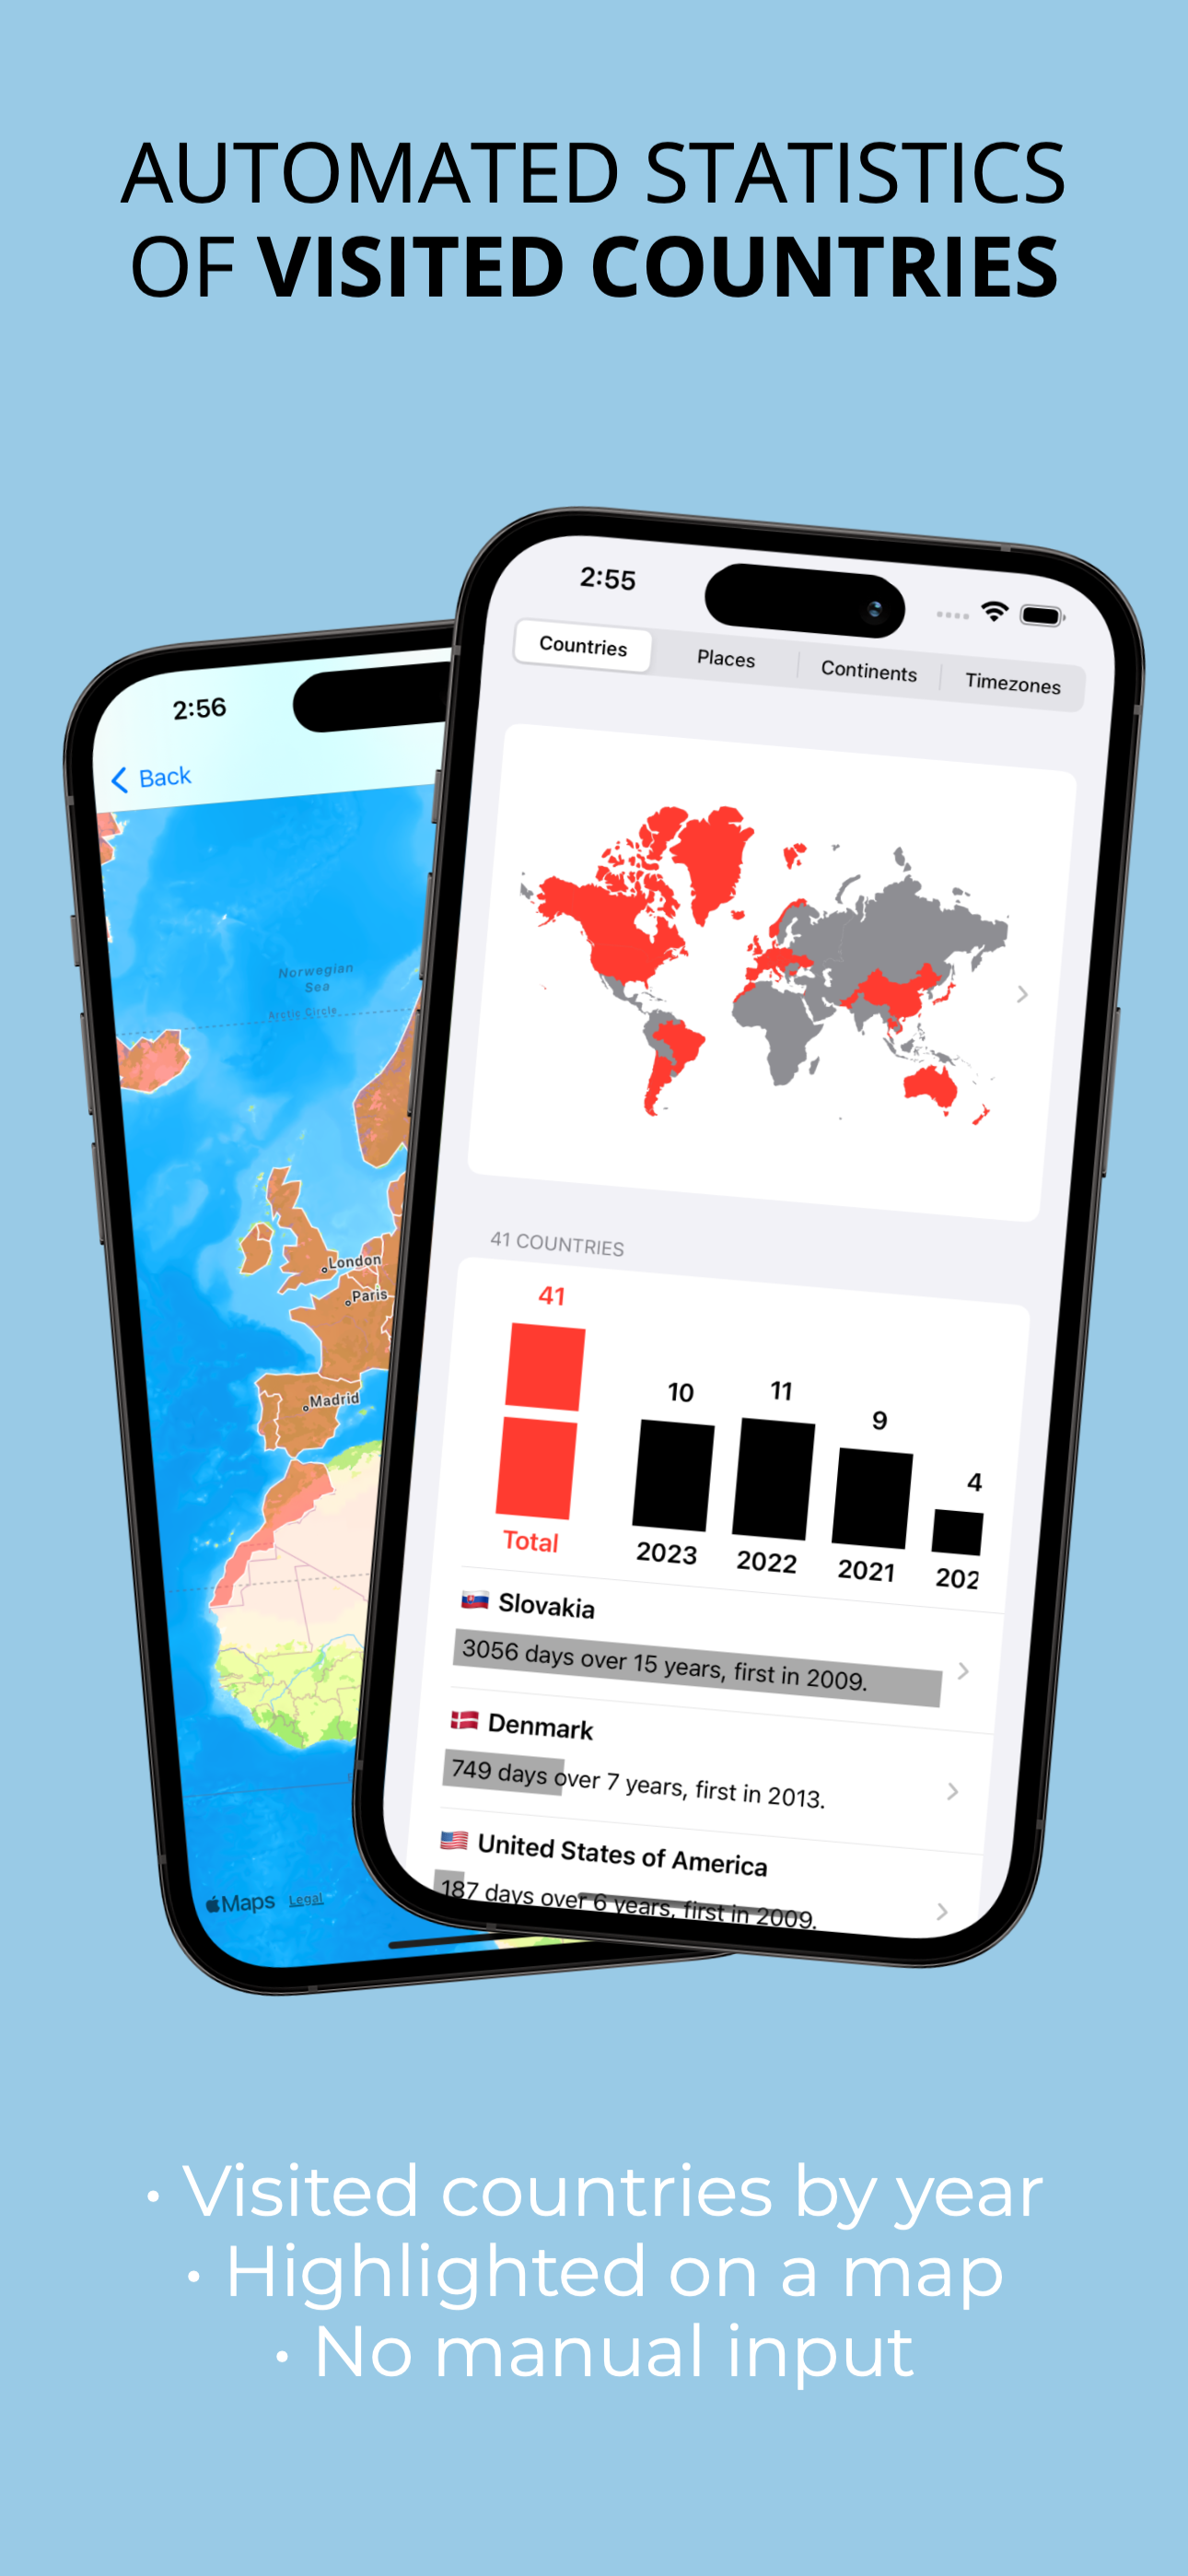 AUTOMATED STATISTICS
OF VISITED COUNTRIES
2:56
Back
Norwegian
Sea
Arctic Circle
London
Paris
Madrid
Maps Legal
2:55
Countries Places Continents Timezones
41 COUNTRIES
41
10
11
9
4
Total
2023
2022
2021
202
Slovakia
3056 days over 15 years, first in 2009.
Denmark
749 days over 7 years, first in 2013.
United States of America
187 days over 6 years, first in 2009.
• Visited countries by year
• Highlighted on a map
• No manual input